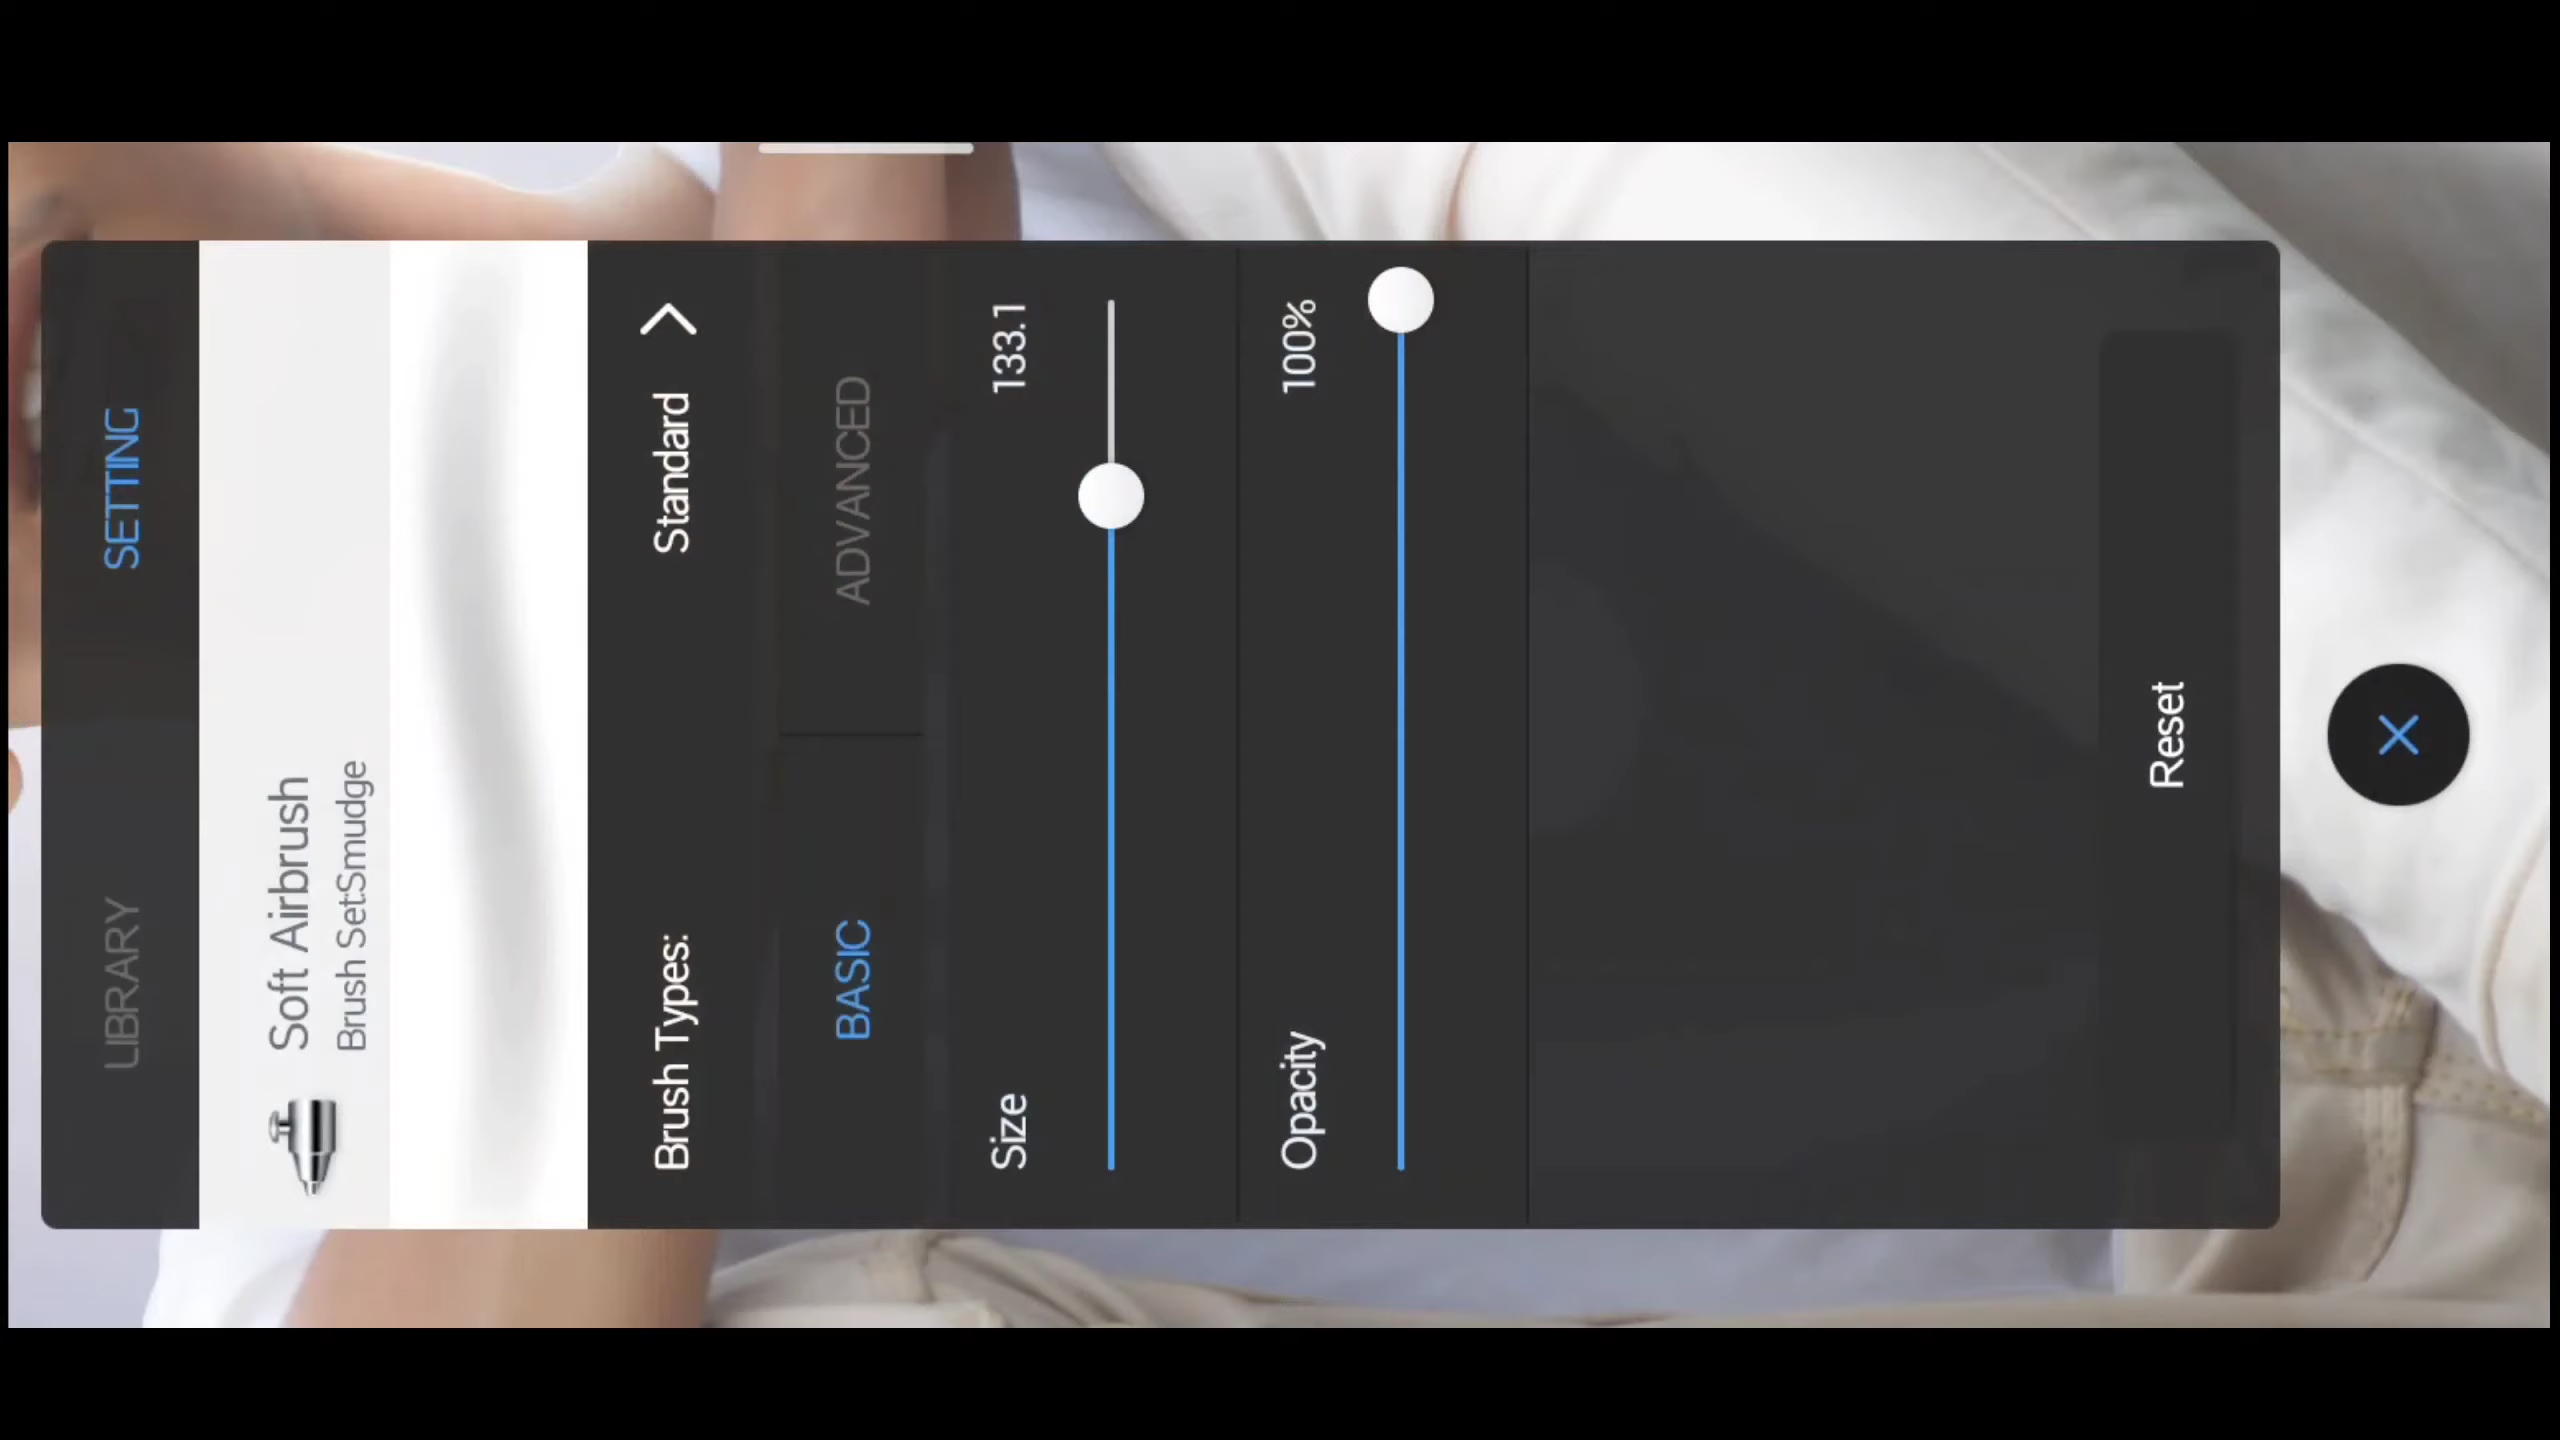 LIBRARY SETTING
Soft Airbrush
Brush Set:Smudge
Brush Types: Standard
BASIC ADVANCED
Size 133.1
Opacity 100%
Reset